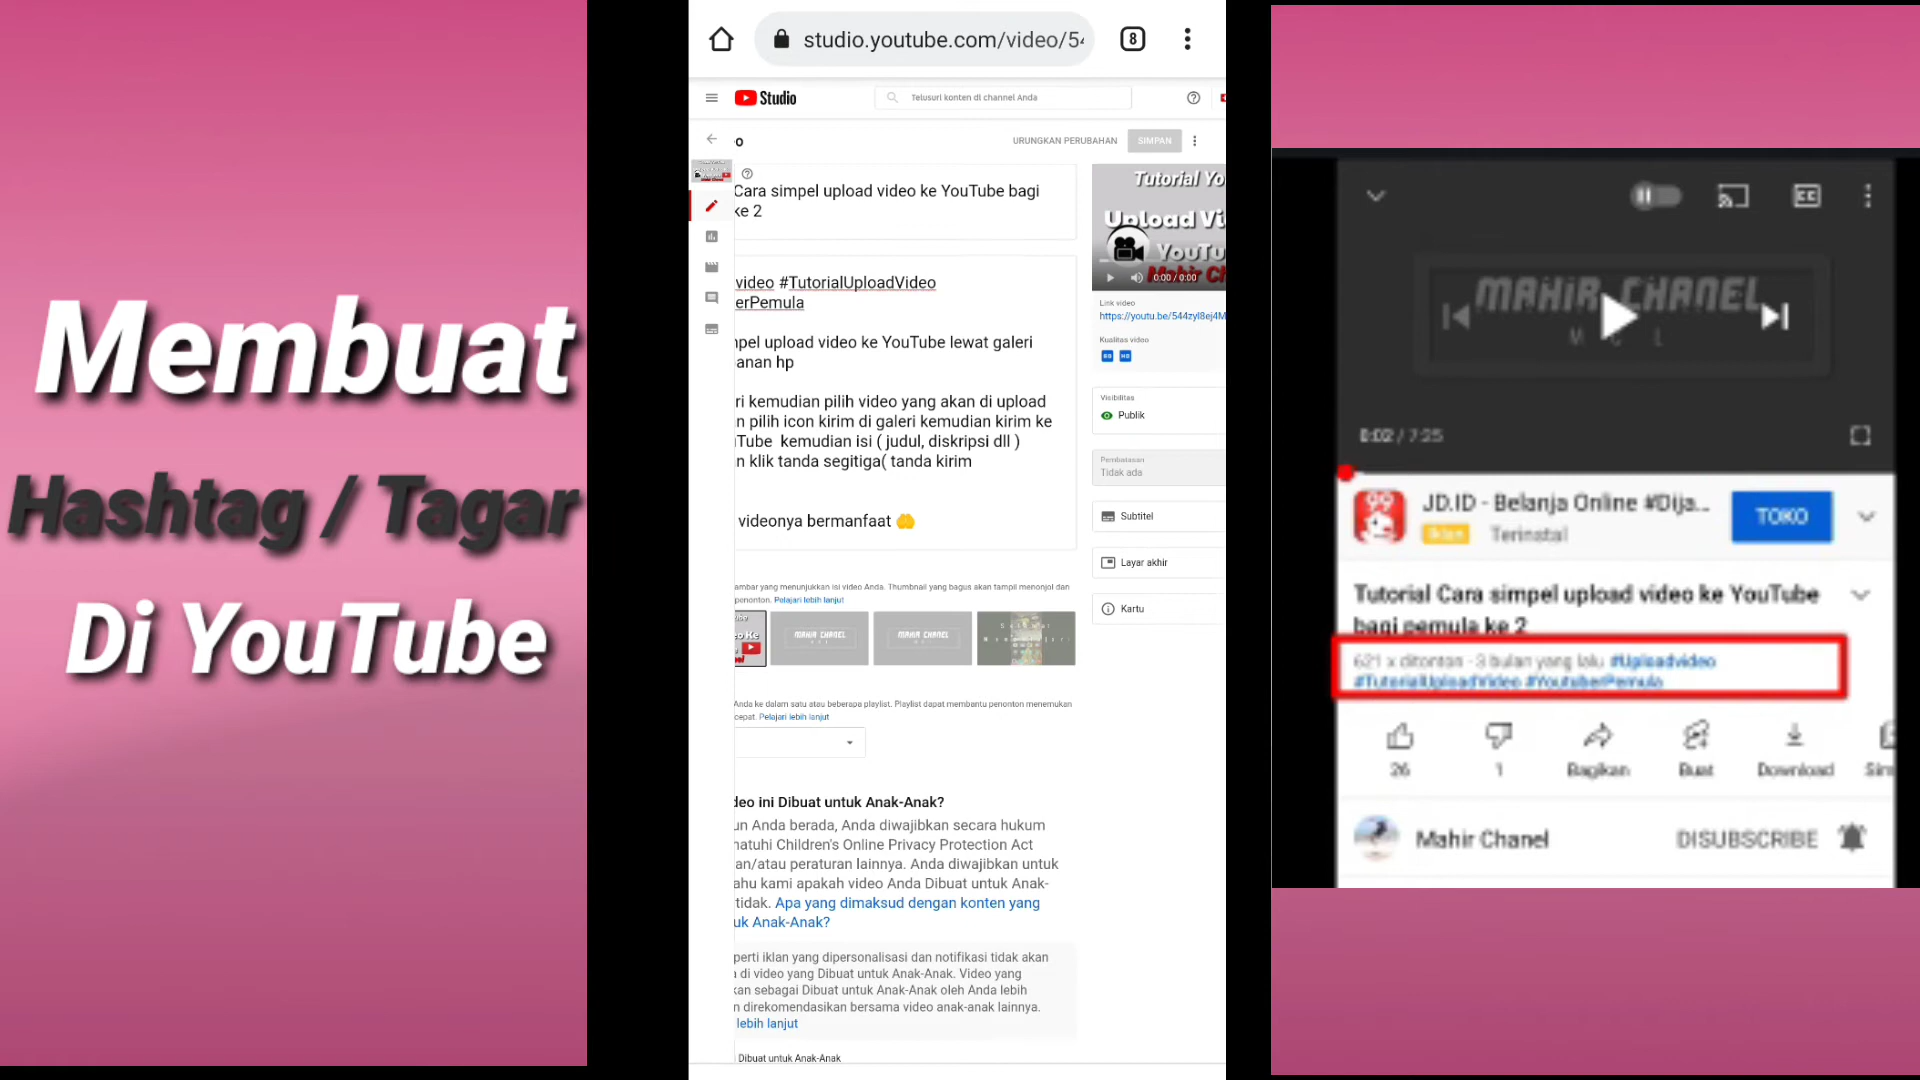 Membuat
Hashtag / Tagar
Di YouTube
studio.youtube.com/video/54
8
Studio
Telusuri konten di channel Anda
o
URUNGKAN PERUBAHAN
SIMPAN
Cara simpel upload video ke YouTube bagi
ke 2
video #TutorialUploadVideo
erPemula
npel upload video ke YouTube lewat galeri
anan hp
ri kemudian pilih video yang akan di upload
n pilih icon kirim di galeri kemudian kirim ke
uTube kemudian isi ( judul, diskripsi dll )
n klik tanda segitiga( tanda kirim
videonya bermanfaat 🤲
ambar yang menunjukkan isi video Anda. Thumbnail yang bagus akan tampil menonjol dan
penonton. Pelajari lebih lanjut
MAHIR CHANEL
MAHIR CHANEL
Anda ke dalam satu atau beberapa playlist. Playlist dapat membantu penonton menemukan
cepat. Pelajari lebih lanjut
deo ini Dibuat untuk Anak-Anak?
un Anda berada, Anda diwajibkan secara hukum
natuhi Children's Online Privacy Protection Act
an/atau peraturan lainnya. Anda diwajibkan untuk
ahu kami apakah video Anda Dibuat untuk Anak-
tidak. Apa yang dimaksud dengan konten yang
uk Anak-Anak?
perti iklan yang dipersonalisasi dan notifikasi tidak akan
a di video yang Dibuat untuk Anak-Anak. Video yang
kan sebagai Dibuat untuk Anak-Anak oleh Anda lebih
n direkomendasikan bersama video anak-anak lainnya.
lebih lanjut
Dibuat untuk Anak-Anak
Tutorial Yo
Upload Vi
YouTu
Mahir Ch
0:00 / 0:00
Link video
https://youtu.be/544zyl8ej4M
Kualitas video
SD HD
Visibilitas
Publik
Pembatasan
Tidak ada
Subtitel
Layar akhir
Kartu
CC
MAHIR CHANEL
M C L
0:02 / 7:25
JD.ID - Belanja Online #Dija...
Iklan Terinstal
TOKO
Tutorial Cara simpel upload video ke YouTube
bagi pemula ke 2
621 x ditonton - 3 bulan yang lalu #Uploadvideo
#TutorialUploadVideo #YoutuberPemula
26
1
Bagikan
Buat
Download
Sim
Mahir Chanel
DISUBSCRIBE